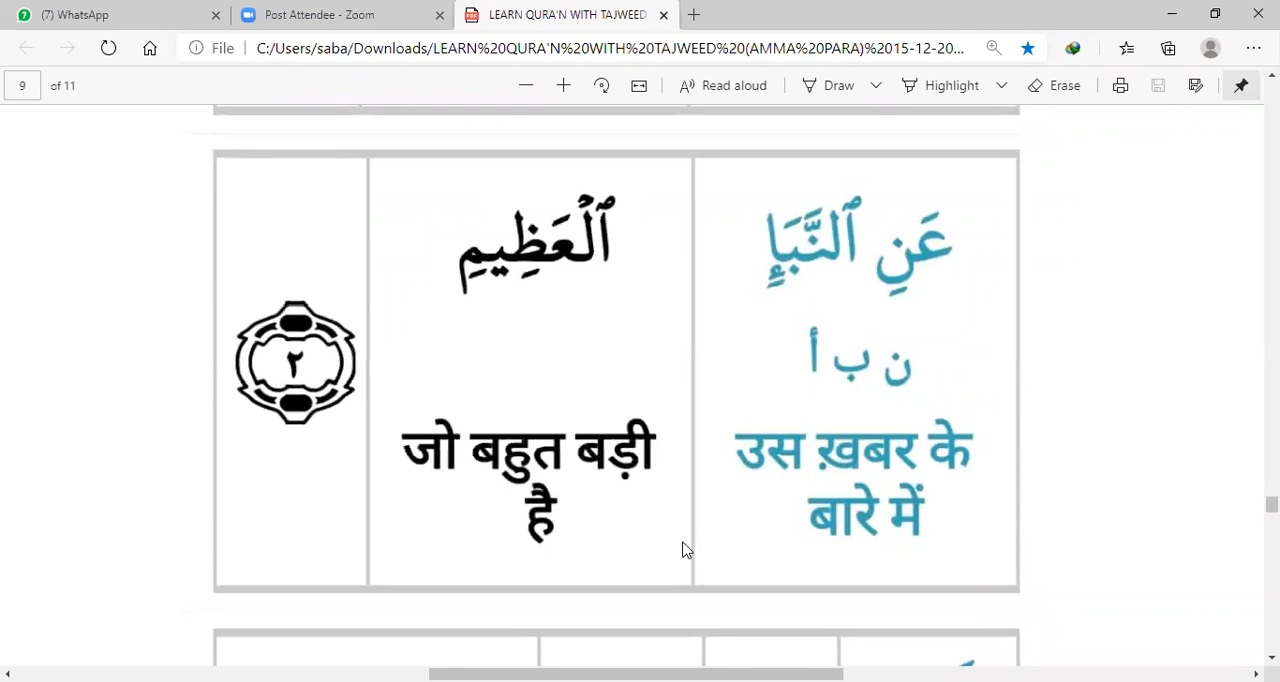 (7) WhatsApp
Post Attendee - Zoom
LEARN QURA'N WITH TAJWEED
File
C:/Users/saba/Downloads/LEARN%20QURA'N%20WITH%20TAJWEED%20(AMMA%20PARA)%2015-12-20...
9 of 11
Read aloud
Draw
Highlight
Erase
عَنِ ٱلنَّبَإِ
ٱلْعَظِيمِ
ن ب أ
٢
उस ख़बर के
बारे में
जो बहुत बड़ी
है